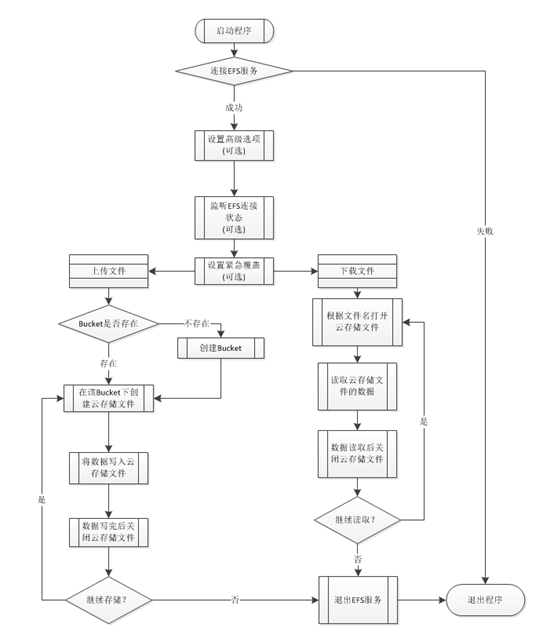 启动程序
连接EFS服务
成功
设置高级选项
(可选)
监听EFS连接
状态
(可选)
失败
上传文件
设置紧急覆盖
(可选)
下载文件
Bucket是否存在
不存在
根据文件名打开
云存储文件
创建Bucket
存在
读取云存储文
件的数据
在该Bucket下创
建云存储文件
是
数据读取后关
闭云存储文件
将数据写入云
存储文件
是
继续读取？
数据写完后关
闭云存储文件
否
继续存储？
否
退出EFS服务
退出程序